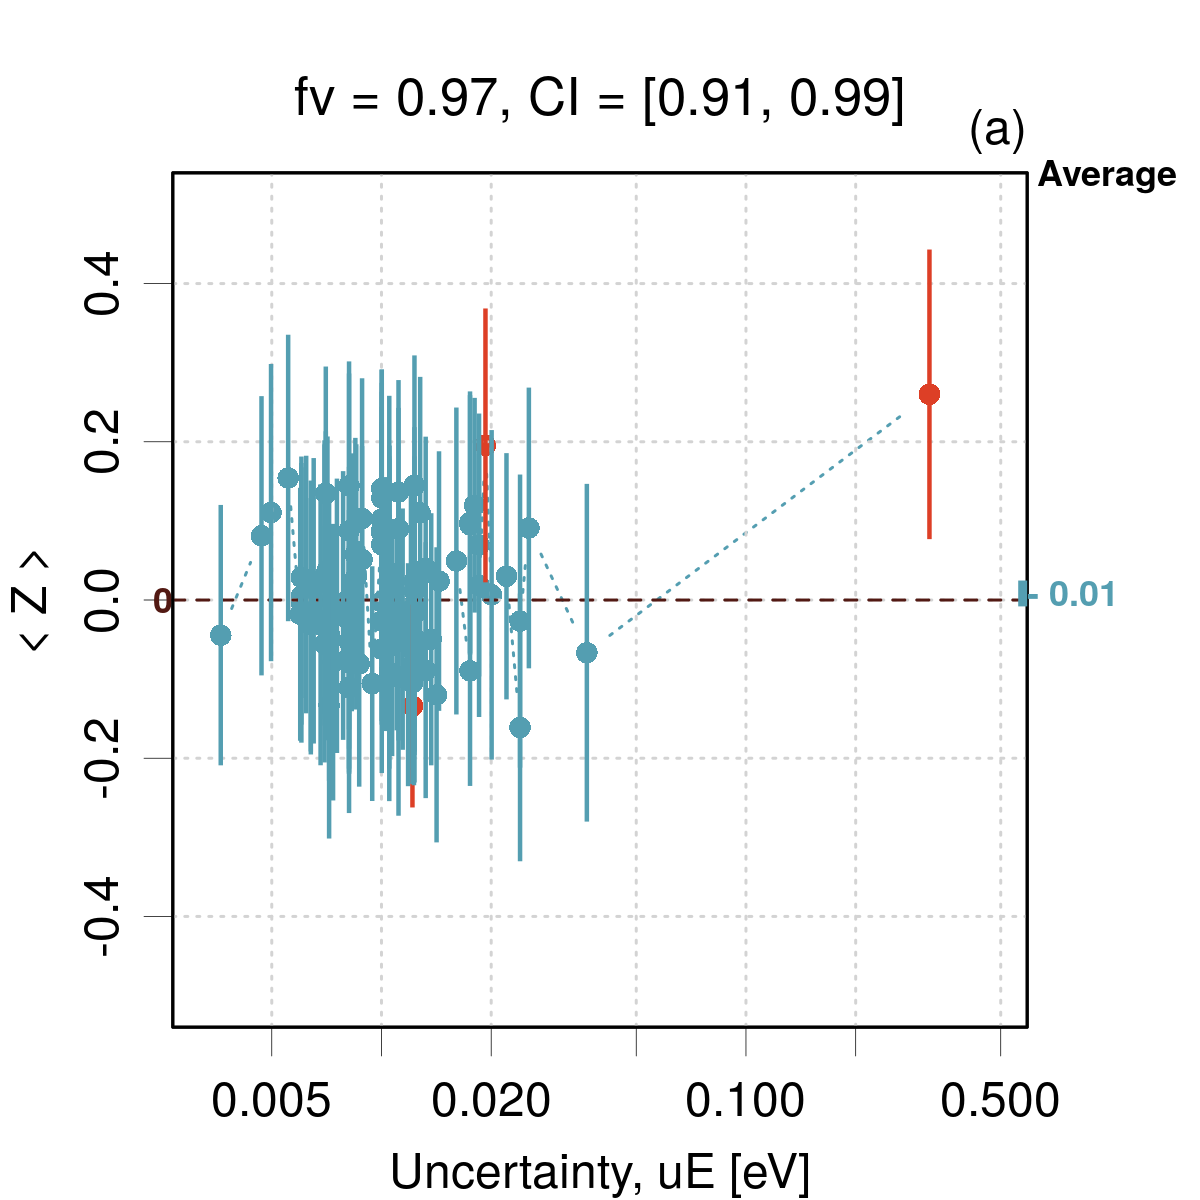 fv = 0.97, CI = [0.91, 0.99]
(a)
Average
0.4
0.2
0.0
-0.2
-0.4
< Z >
0
0.01
0.005
0.020
0.100
0.500
Uncertainty, uE [eV]